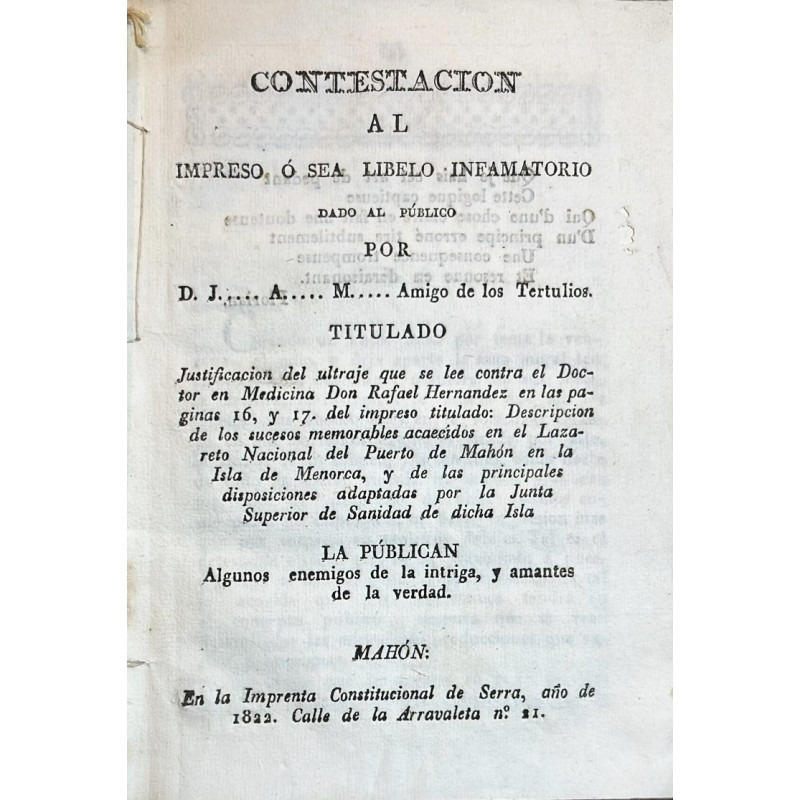 CONTESTACION
AL
IMPRESO, Ó SEA LIBELO INFAMATORIO
DADO AL PÚBLICO
POR
D. J..... A..... M..... Amigo de los Tertulios.
TITULADO
Justificacion del ultraje que se lee contra el Doc-
tor en Medicina Don Rafael Hernandez en las pa-
ginas 16, y 17. del impreso titulado: Descripcion
de los sucesos memorables acaecidos en el Laza-
reto Nacional del Puerto de Mahón en la
Isla de Menorca, y de las principales
disposiciones adaptadas por la Junta
Superior de Sanidad de dicha Isla
LA PÚBLICAN
Algunos enemigos de la intriga, y amantes
de la verdad.
MAHÓN:
En la Imprenta Constitucional de Serra, año de
1822. Calle de la Arravaleta nº. 21.